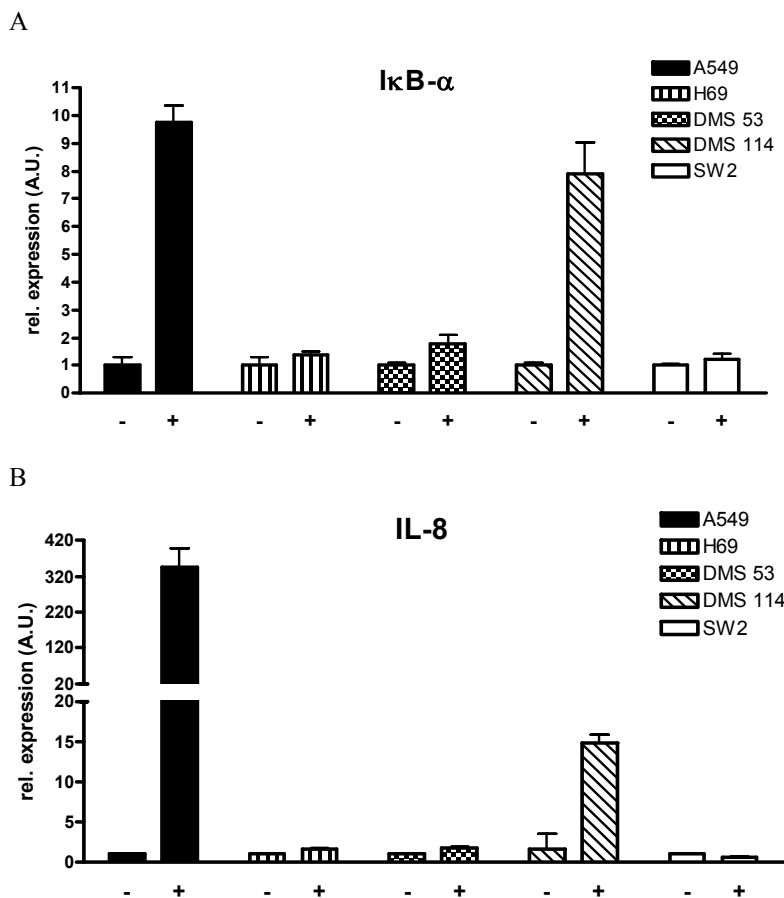 A
IκB-α
A549
H69
DMS 53
DMS 114
SW2
rel. expression (A.U.)
11
10
9
8
7
6
5
4
3
2
1
0
- + - + - + - + - +
B
IL-8
A549
H69
DMS 53
DMS 114
SW2
rel. expression (A.U.)
420
320
220
120
20
20
15
10
5
0
- + - + - + - + - +